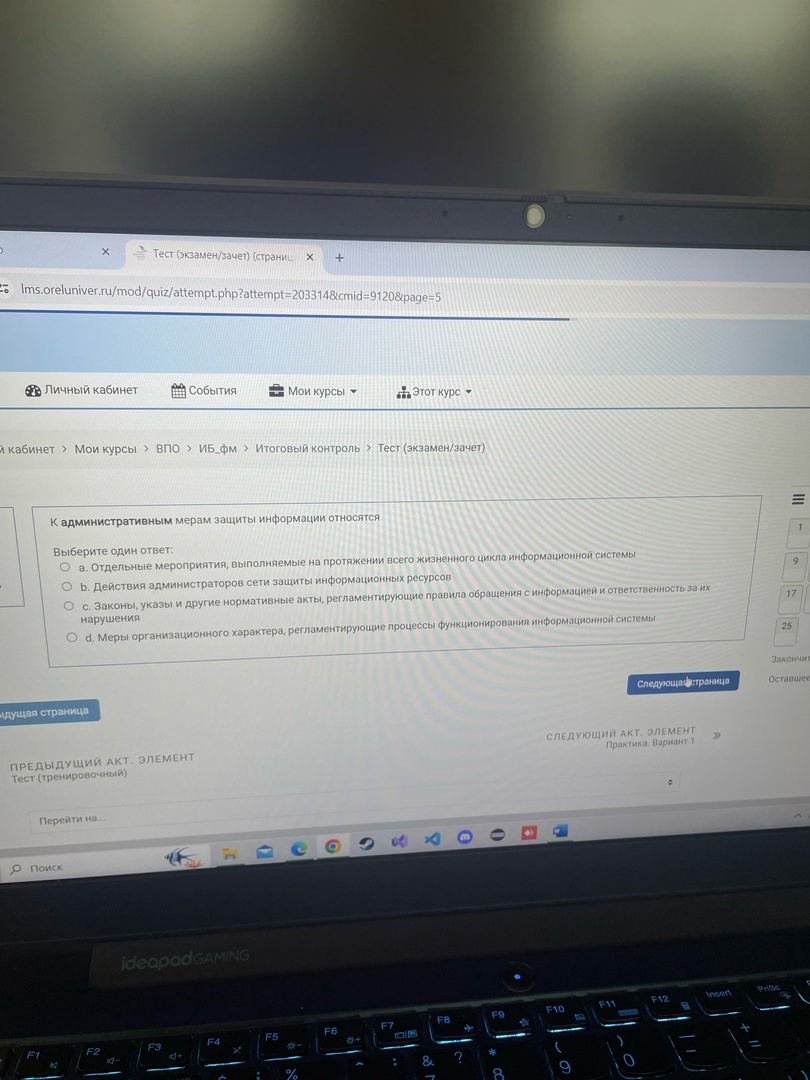 Тест (экзамен/зачет) (страниц
lms.oreluniver.ru/mod/quiz/attempt.php?attempt=203314&cmid=9120&page=5
Личный кабинет События Мои курсы Этот курс
й кабинет > Мои курсы > ВПО > ИБ_фм > Итоговый контроль > Тест (экзамен/зачет)
К административным мерам защиты информации относятся
Выберите один ответ:
a. Отдельные мероприятия, выполняемые на протяжении всего жизненного цикла информационной системы
b. Действия администраторов сети защиты информационных ресурсов
c. Законы, указы и другие нормативные акты, регламентирующие правила обращения с информацией и ответственность за их
нарушения
d. Меры организационного характера, регламентирующие процессы функционирования информационной системы
1
9
17
25
Закончит
Оставшее
Следующая страница
ыдущая страница
СЛЕДУЮЩИЙ АКТ. ЭЛЕМЕНТ
Практика. Вариант 1
ПРЕДЫДУЩИЙ АКТ. ЭЛЕМЕНТ
Тест (тренировочный)
Перейти на...
Поиск
ideapad GAMING
F1 F2 F3 F4 F5 F6 F7 F8 F9 F10 F11 F12 Insert PrtSc
% : & ? * 8 ( 9 ) 0 — + =